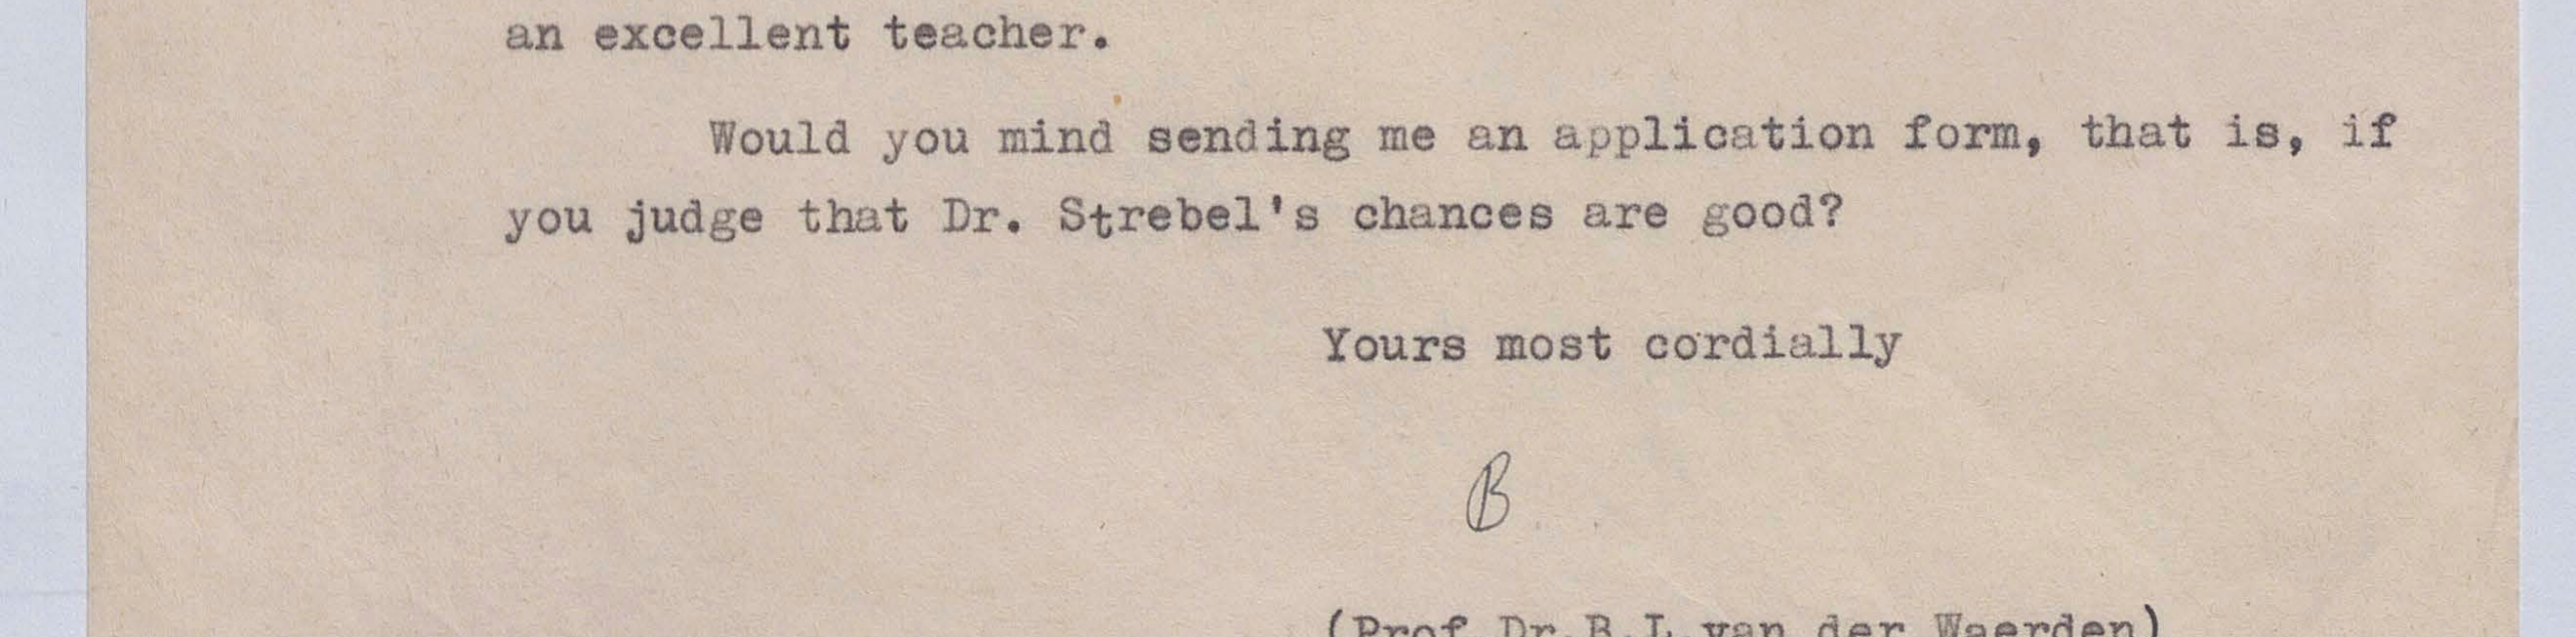 an excellent teacher.
Would you mind sending me an application form, that is, if
you judge that Dr. Strebel's chances are good?
Yours most cordially
B
(Prof.Dr.B.L.van der Waerden)